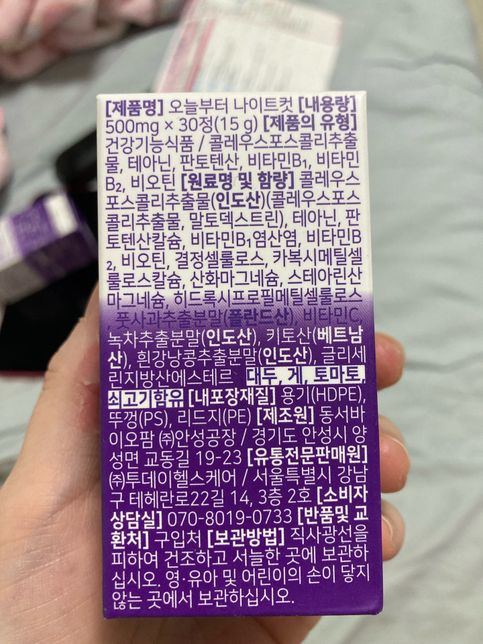 [제품명] 오늘부터 나이트컷 [내용량]
500mg × 30정(15 g) [제품의 유형]
건강기능식품 / 콜레우스포스콜리추출
물, 테아닌, 판토텐산, 비타민B₁, 비타민
B₂, 비오틴 [원료명 및 함량] 콜레우스
포스콜리추출물(인도산)(콜레우스포스
콜리추출물, 말토덱스트린), 테아닌, 판
토텐산칼슘, 비타민B₁염산염, 비타민B
₂, 비오틴, 결정셀룰로스, 카복시메틸셀
룰로스칼슘, 산화마그네슘, 스테아린산
마그네슘, 히드록시프로필메틸셀룰로스,
풋사과추출분말(폴란드산), 비타민C,
녹차추출분말(인도산), 키토산(베트남
산), 흰강낭콩추출분말(인도산), 글리세
린지방산에스테르 대두, 게, 토마토,
쇠고기함유 [내포장재질] 용기(HDPE),
뚜껑(PS), 리드지(PE) [제조원] 동서바
이오팜 ㈜안성공장 / 경기도 안성시 양
성면 교동길 19-23 [유통전문판매원]
㈜투데이헬스케어 / 서울특별시 강남
구 테헤란로22길 14, 3층 2호 [소비자
상담실] 070-8019-0733 [반품및 교
환처] 구입처 [보관방법] 직사광선을
피하여 건조하고 서늘한 곳에 보관하
십시오. 영·유아 및 어린이의 손이 닿지
않는 곳에서 보관하십시오.